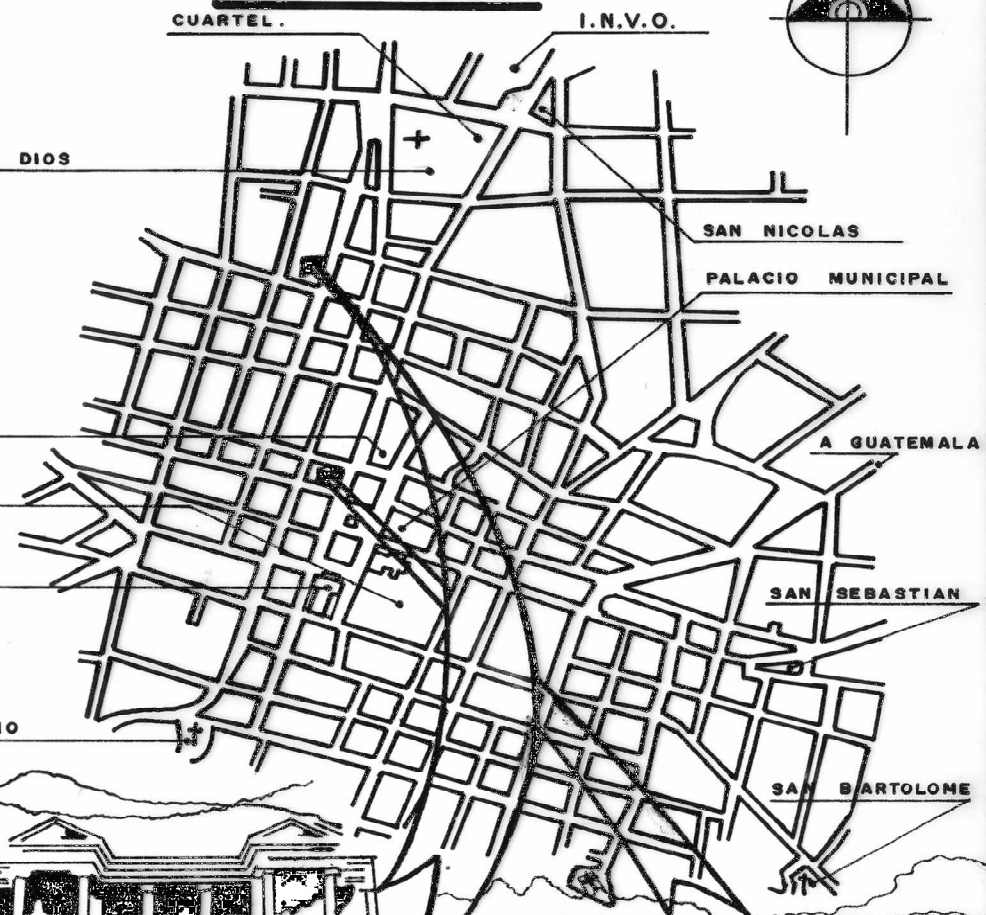 CUARTEL.
I.N.V.O.
DIOS
SAN NICOLAS
PALACIO MUNICIPAL
A GUATEMALA
SAN SEBASTIAN
IO
SAN BARTOLOME